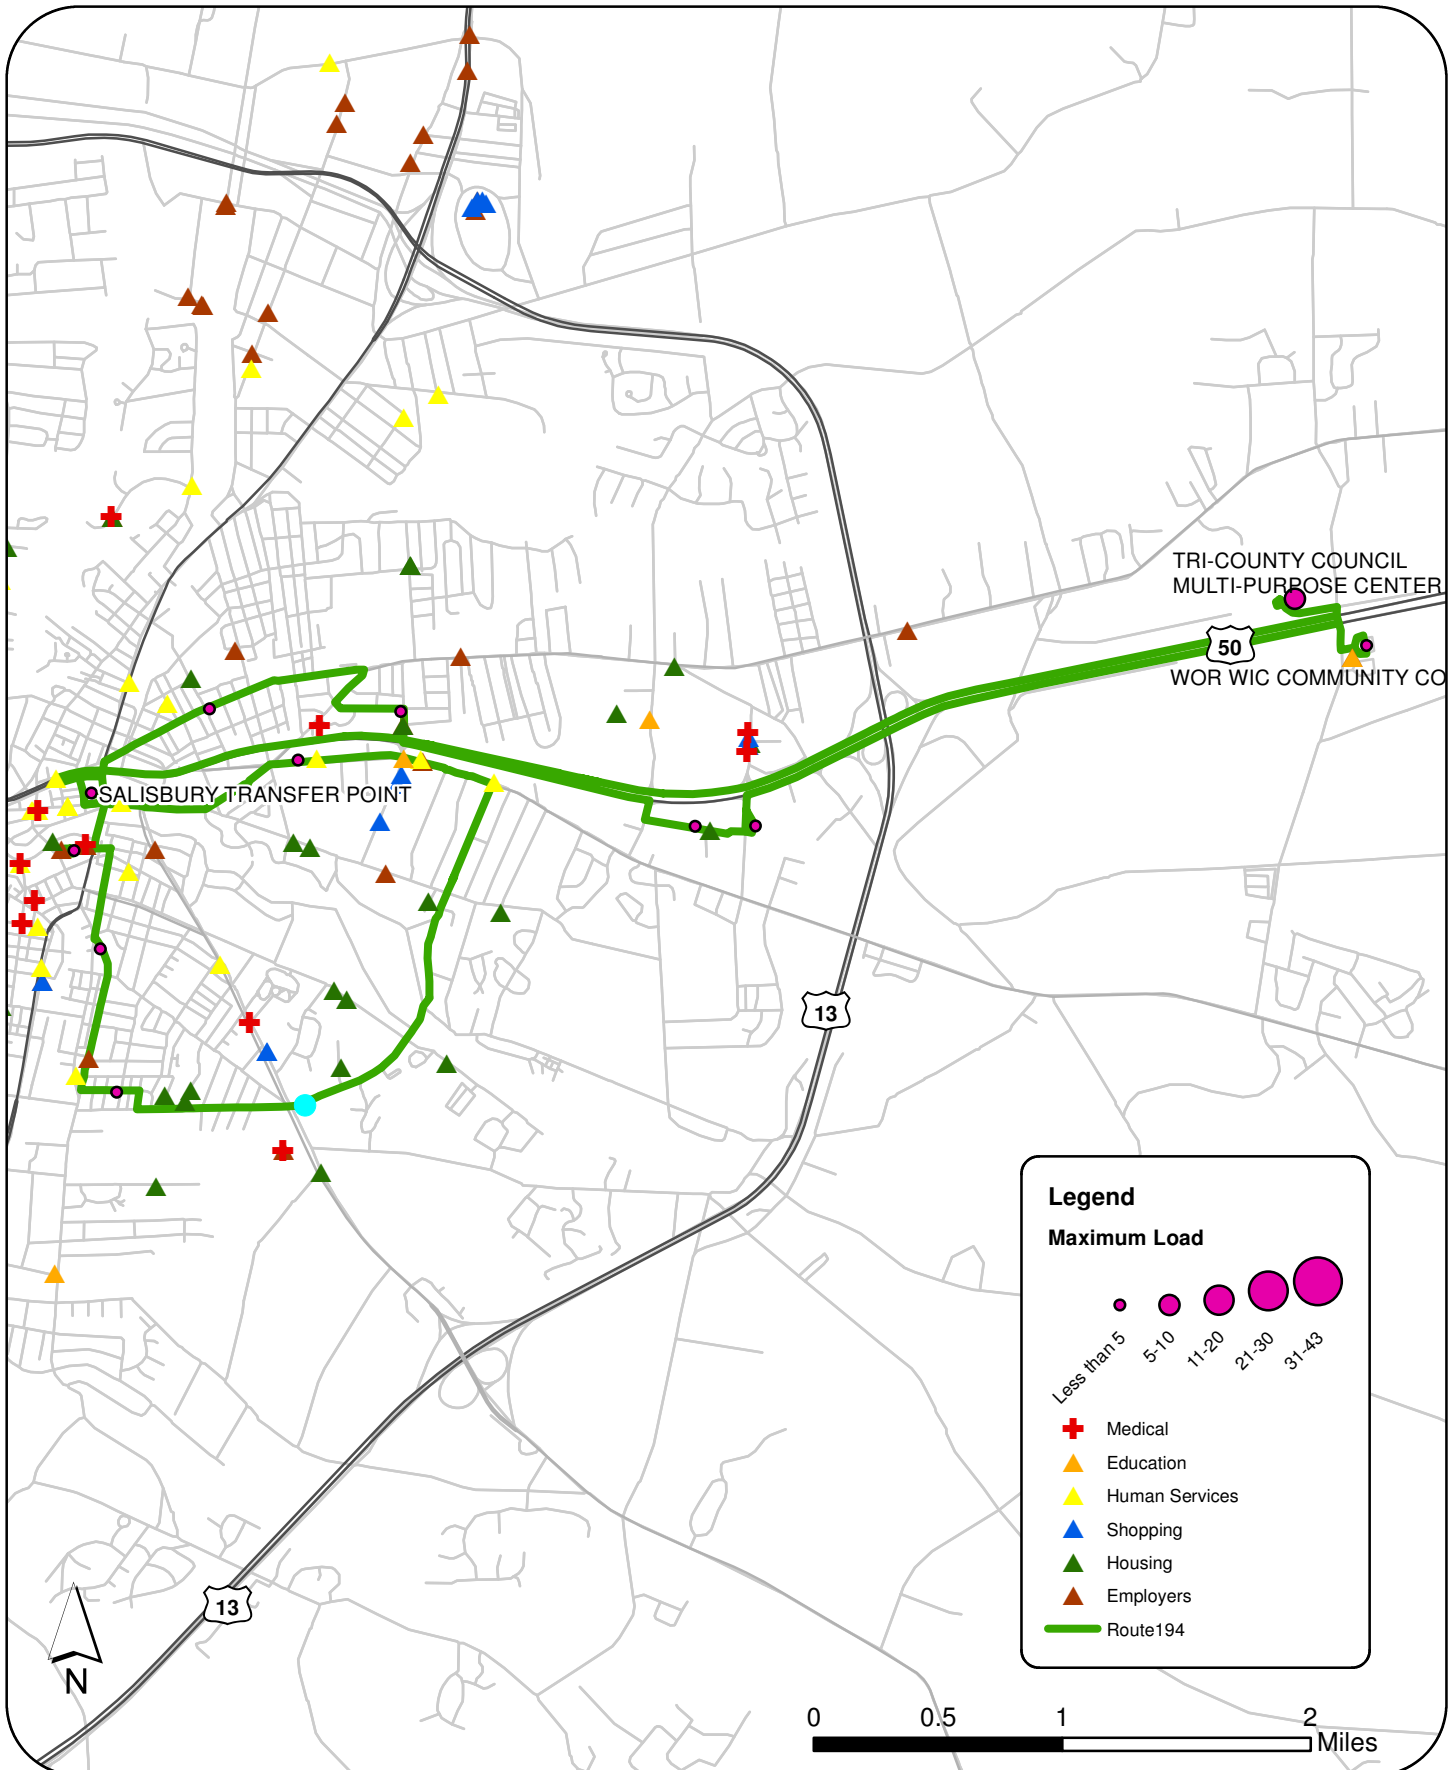 TRI-COUNTY COUNCIL
MULTI-PURPOSE CENTER
50
WOR WIC COMMUNITY CO
SALISBURY TRANSFER POINT
13
Legend
Maximum Load
Less than 5
5-10
11-20
21-30
31-43
Medical
Education
Human Services
Shopping
Housing
Employers
Route194
13
N
0
0.5
1
2
Miles